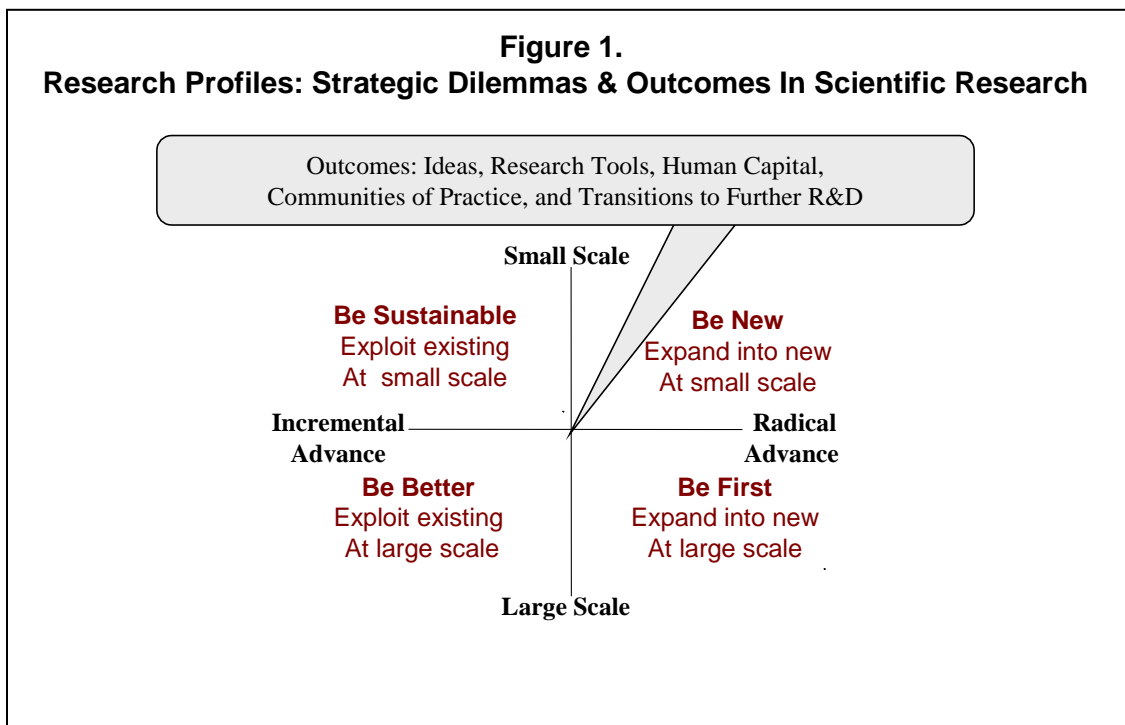 Figure 1.
Research Profiles: Strategic Dilemmas & Outcomes In Scientific Research
Outcomes: Ideas, Research Tools, Human Capital,
Communities of Practice, and Transitions to Further R&D
Small Scale
Be Sustainable
Exploit existing
At small scale
Be New
Expand into new
At small scale
Incremental
Advance
Radical
Advance
Be Better
Exploit existing
At large scale
Be First
Expand into new
At large scale
Large Scale